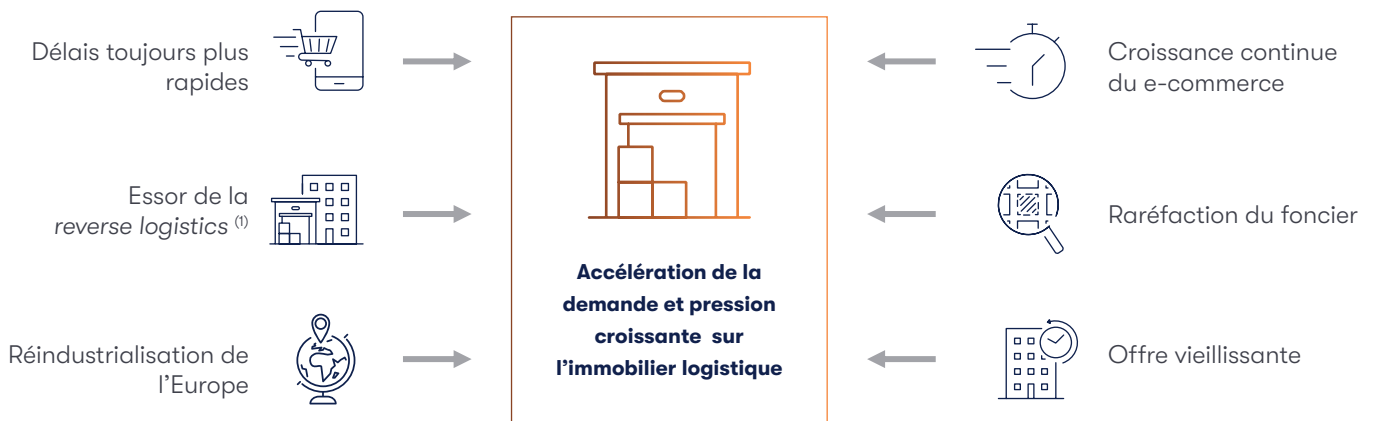 Délais toujours plus
rapides
Essor de la
reverse logistics (1)
Réindustrialisation de
l'Europe
Accélération de la
demande et pression
croissante sur
l'immobilier logistique
Croissance continue
du e-commerce
Raréfaction du foncier
Offre vieillissante